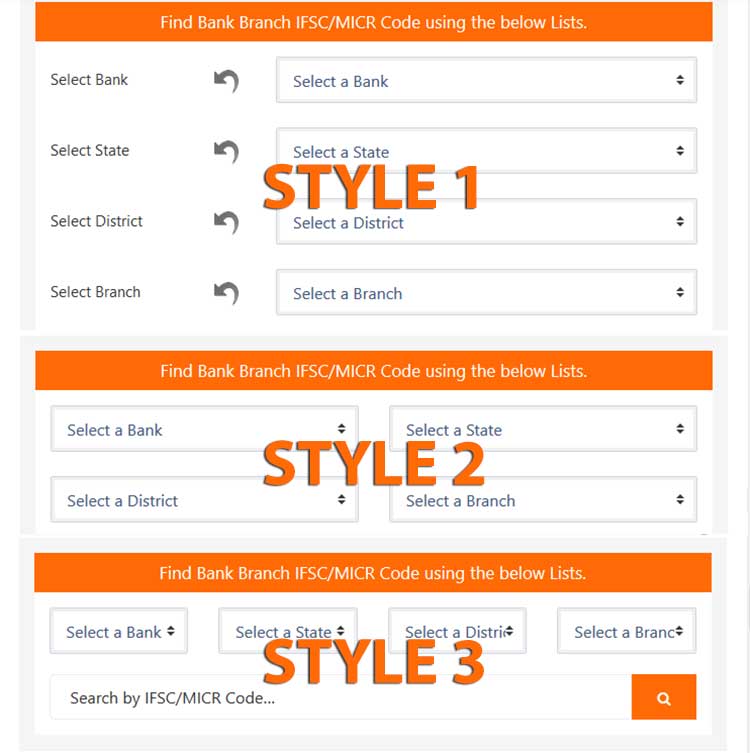 Find Bank Branch IFSC/MICR Code using the below Lists.
Select Bank Select a Bank
Select State Select a State
STYLE 1
Select District Select a District
Select Branch Select a Branch
Find Bank Branch IFSC/MICR Code using the below Lists.
Select a Bank Select a State
STYLE 2
Select a District Select a Branch
Find Bank Branch IFSC/MICR Code using the below Lists.
Select a Bank Select a State Select a Distric Select a Branc
STYLE 3
Search by IFSC/MICR Code...